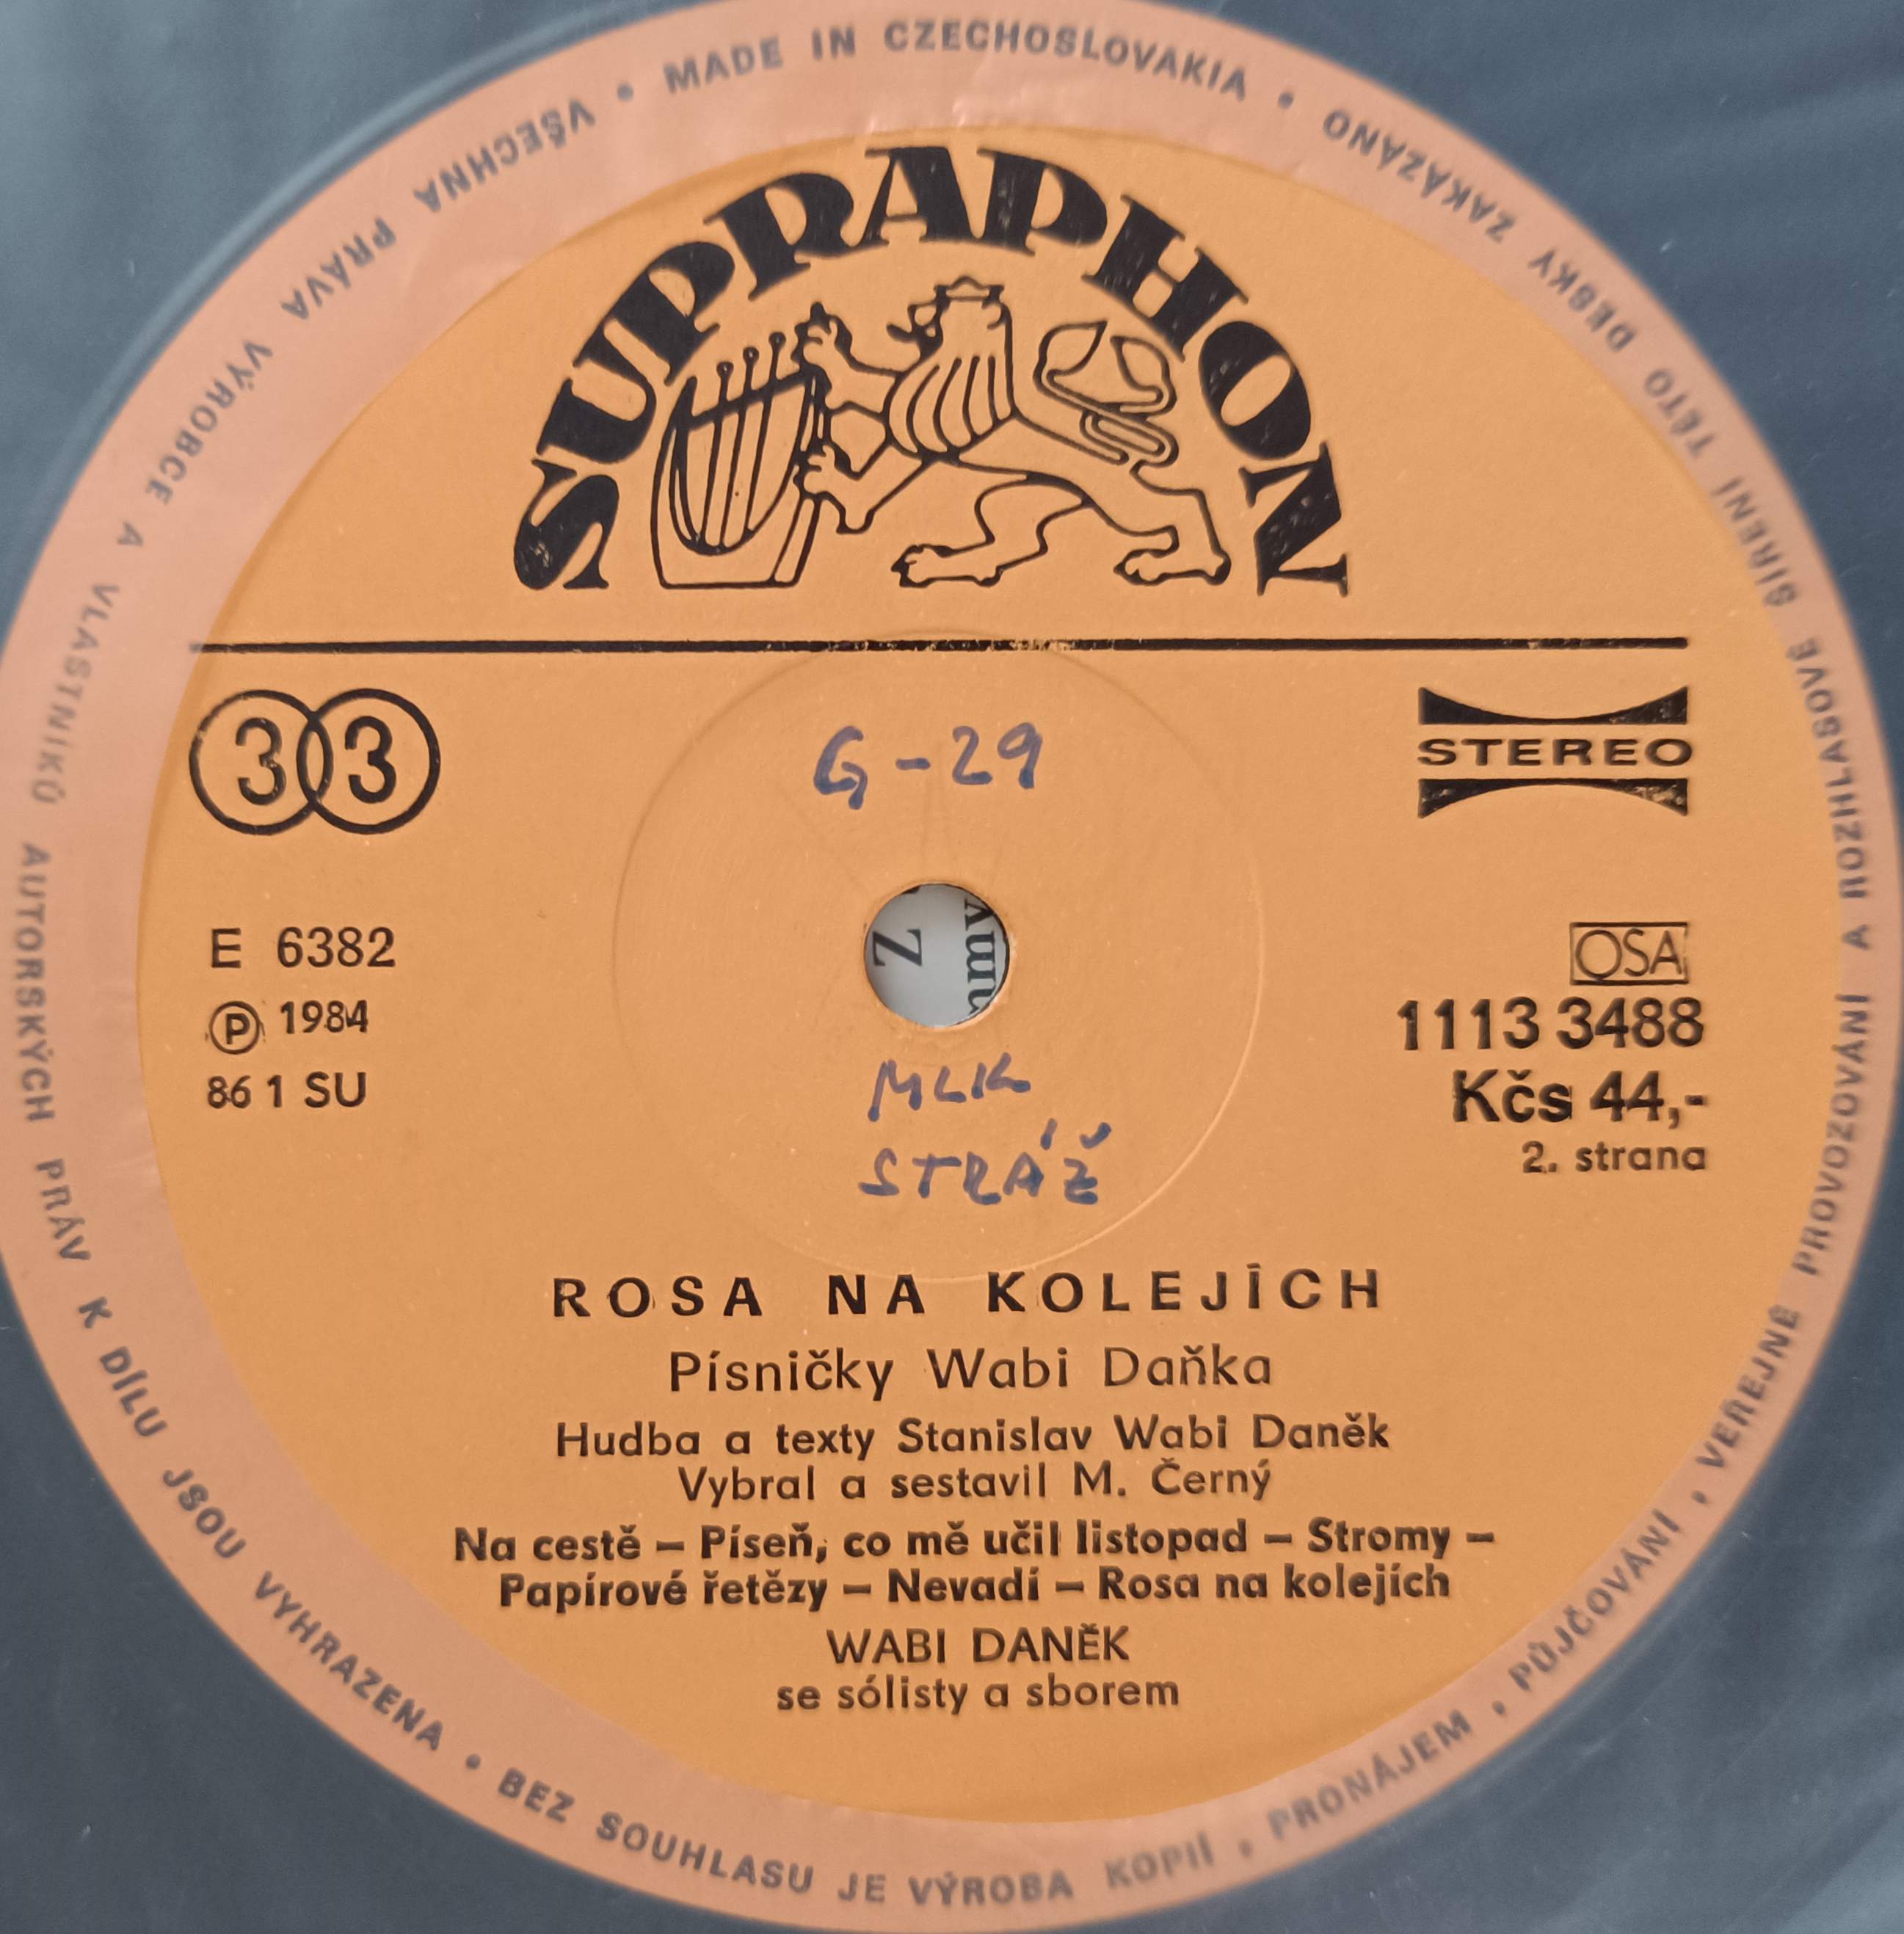 MADE IN CZECHOSLOVAKIA • VŠECHNA PRÁVA VÝROBCE A VLASTNÍKŮ AUTORSKÝCH PRÁV K DÍLU JSOU VYHRAZENA • BEZ SOUHLASU JE VÝROBA KOPIÍ , PRONÁJEM , PŮJČOVÁNÍ , VEŘEJNÉ PROVOZOVÁNÍ A ROZHLASOVÉ ŠÍŘENÍ TÉTO DESKY ZAKÁZÁNO •
SUPRAPHON
33
STEREO
G-29
E 6382
Ⓟ 1984
86 1 SU
Z
OSA
1113 3488
Kčs 44,-
2. strana
MLK
STRÁŽ
ROSA NA KOLEJÍCH
Písničky Wabi Daňka
Hudba a texty Stanislav Wabi Daněk
Vybral a sestavil M. Černý
Na cestě – Píseň, co mě učil listopad – Stromy –
Papírové řetězy – Nevadí – Rosa na kolejích
WABI DANĚK
se sólisty a sborem